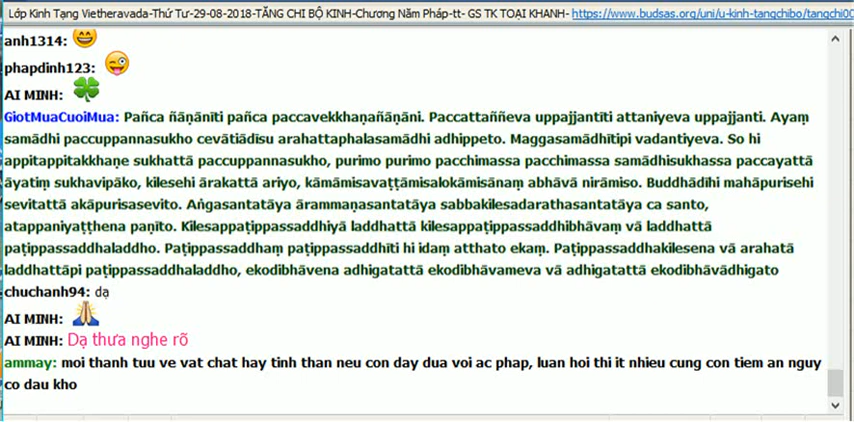 Lớp Kinh Tạng Vietheravada-Thứ Tư-29-08-2018-TĂNG CHI BỘ KINH-Chương Năm Pháp-tt- GS TK TOẠI KHANH- https://www.budsas.org/uni/u-kinh-tangchibo/tangchi00
anh1314:
phapdinh123:
AI MINH:
GiotMuaCuoiMua: Pañca ñāṇānīti pañca paccavekkhaṇañāṇāni. Paccattaññeva uppajjantīti attaniyeva uppajjanti. Ayaṃ
samādhi paccuppannasukho cevātiādīsu arahattaphalasamādhi adhippeto. Maggasamādhītipi vadantiyeva. So hi
appitappitakkhaṇe sukhattā paccuppannasukho, purimo purimo pacchimassa pacchimassa samādhisukhassa paccayattā
āyatiṃ sukhavipāko, kilesehi ārakattā ariyo, kāmāmisavaṭṭāmisalokāmisānaṃ abhāvā nirāmiso. Buddhādīhi mahāpurisehi
sevitattā akāpurisasevito. Aṅgasantatāya ārammaṇasantatāya sabbakilesadarathasantatāya ca santo,
atappaniyaṭṭhena paṇīto. Kilesappaṭippassaddhiyā laddhattā kilesappaṭippassaddhibhāvaṃ vā laddhattā
paṭippassaddhaladdho. Paṭippassaddhaṃ paṭippassaddhīti hi idaṃ atthato ekaṃ. Paṭippassaddhakilesena vā arahatā
laddhattāpi paṭippassaddhaladdho, ekodibhāvena adhigatattā ekodibhāvameva vā adhigatattā ekodibhāvādhigato
chuchanh94: dạ
AI MINH:
AI MINH: Dạ thưa nghe rõ
ammay: moi thanh tuu ve vat chat hay tinh than neu con day dua voi ac phap, luan hoi thi it nhieu cung con tiem an nguy
co dau kho